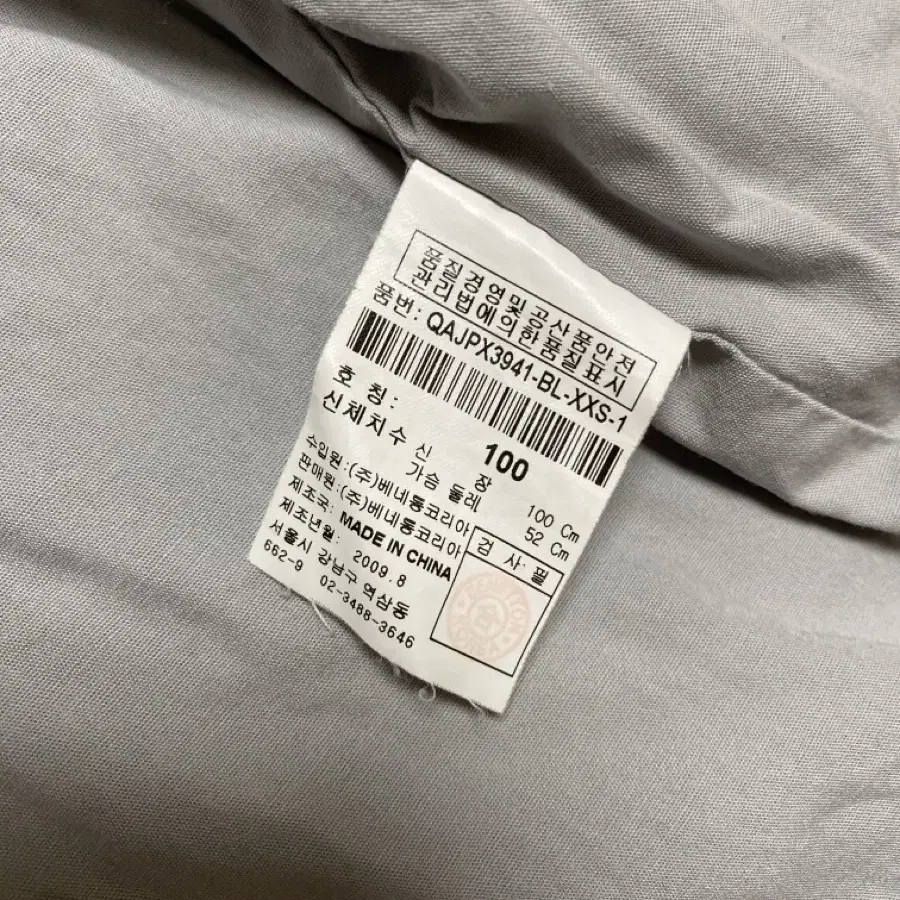 품질경영및 공산품안전
관리법에의한품질표시
품번: QAJPX3941-BL-XXS-1
호 칭: 100
신체치수 신 장 100 Cm
가슴 둘레 52 Cm
수입원:(주)베네통코리아
판매원:(주)베네통코리아
제조국: MADE IN CHINA
제조년월: 2009.8
서울시 강남구 역삼동
662-9 02-3488-3646
검 사 필